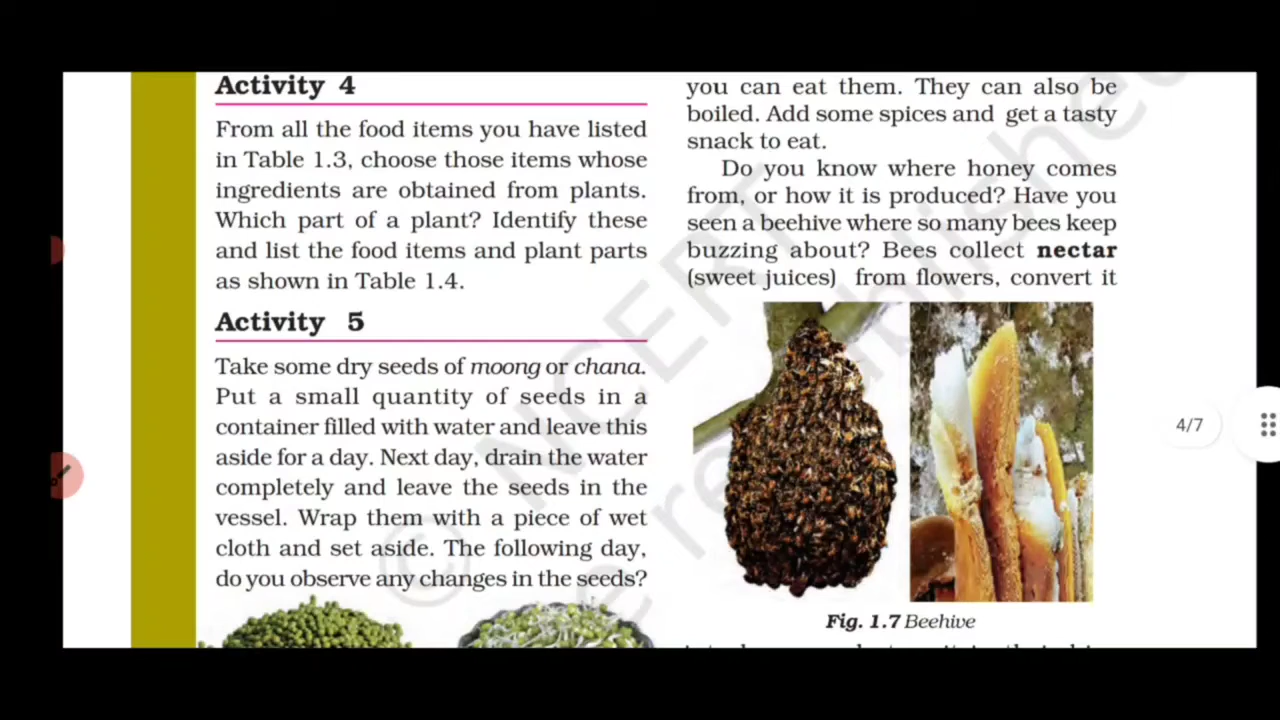 Activity 4
From all the food items you have listed
in Table 1.3, choose those items whose
ingredients are obtained from plants.
Which part of a plant? Identify these
and list the food items and plant parts
as shown in Table 1.4.
Activity 5
Take some dry seeds of moong or chana.
Put a small quantity of seeds in a
container filled with water and leave this
aside for a day. Next day, drain the water
completely and leave the seeds in the
vessel. Wrap them with a piece of wet
cloth and set aside. The following day,
do you observe any changes in the seeds?
you can eat them. They can also be
boiled. Add some spices and get a tasty
snack to eat.
Do you know where honey comes
from, or how it is produced? Have you
seen a beehive where so many bees keep
buzzing about? Bees collect nectar
(sweet juices) from flowers, convert it
Fig. 1.7 Beehive
4/7
© NCERT